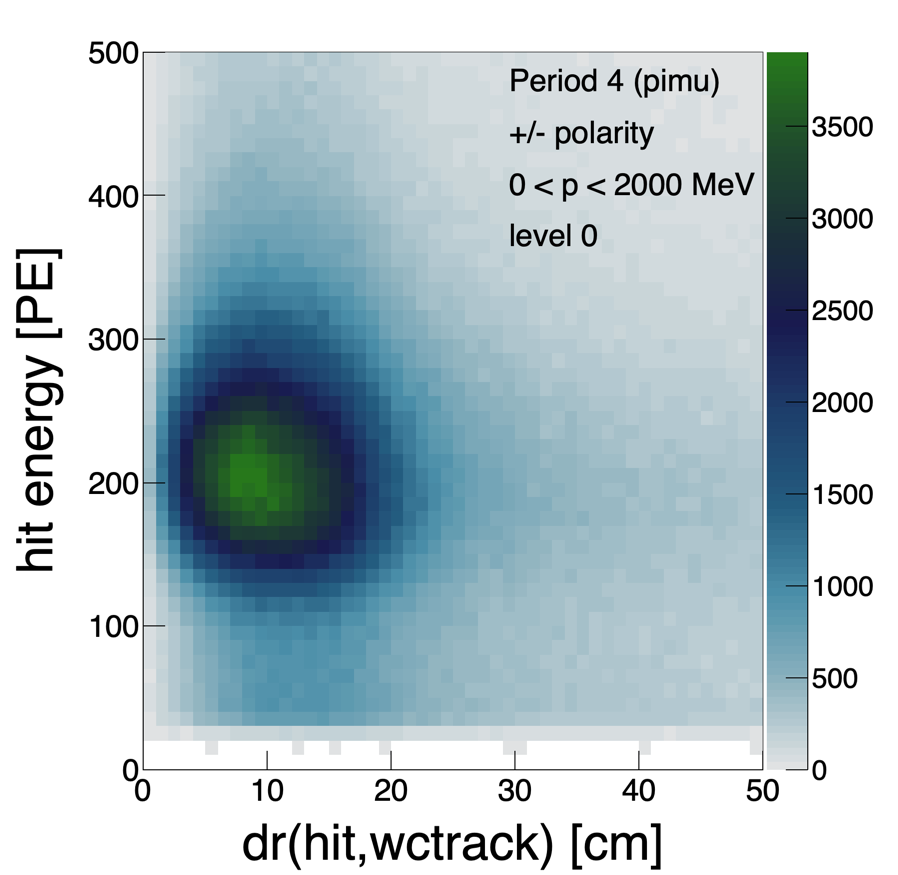 500
400
300
200
100
0
hit energy [PE]
Period 4 (pimu)
+/- polarity
0 < p < 2000 MeV
level 0
3500
3000
2500
2000
1500
1000
500
0
0 10 20 30 40 50
dr(hit,wctrack) [cm]